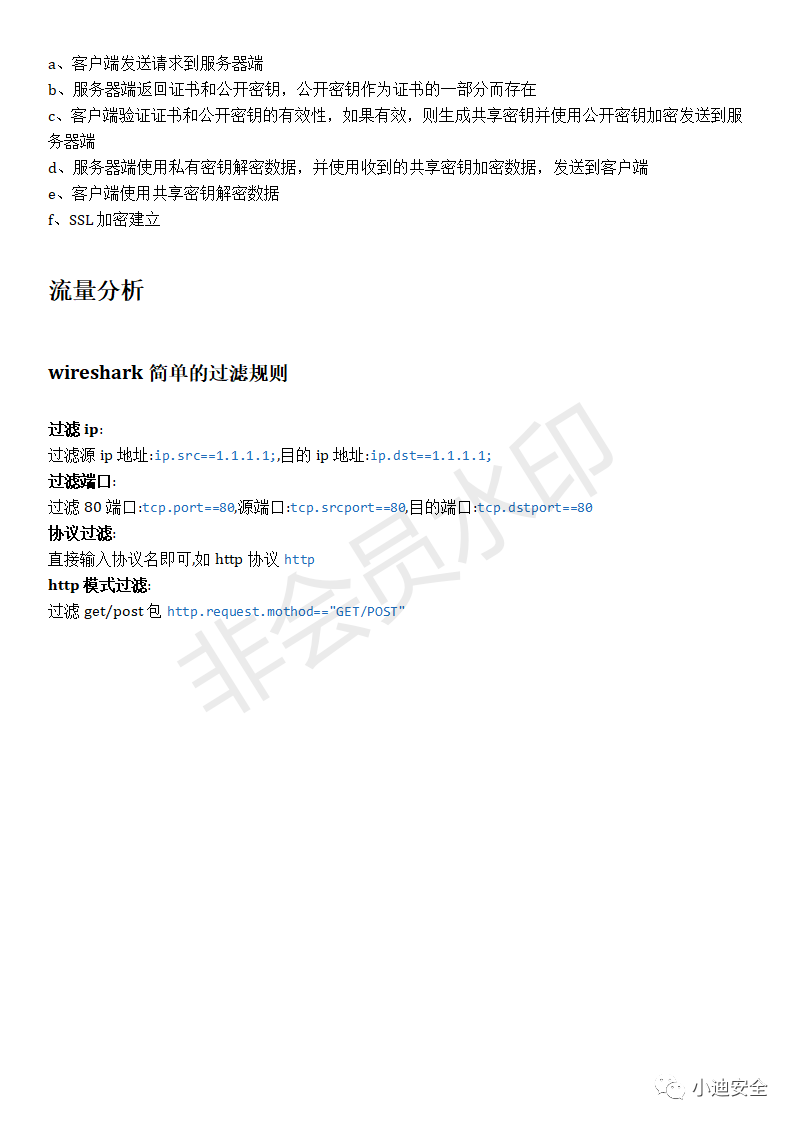 a、客户端发送请求到服务器端
b、服务器端返回证书和公开密钥，公开密钥作为证书的一部分而存在
c、客户端验证证书和公开密钥的有效性，如果有效，则生成共享密钥并使用公开密钥加密发送到服
务器端
d、服务器端使用私有密钥解密数据，并使用收到的共享密钥加密数据，发送到客户端
e、客户端使用共享密钥解密数据
f、SSL 加密建立
流量分析
wireshark 简单的过滤规则
过滤 ip:
过滤源 ip 地址:ip.src==1.1.1.1;,目的 ip 地址:ip.dst==1.1.1.1;
过滤端口:
过滤 80 端口:tcp.port==80,源端口:tcp.srcport==80,目的端口:tcp.dstport==80
协议过滤:
直接输入协议名即可,如 http 协议 http
http 模式过滤:
过滤 get/post 包 http.request.mothod=="GET/POST"
非会员水印
小迪安全